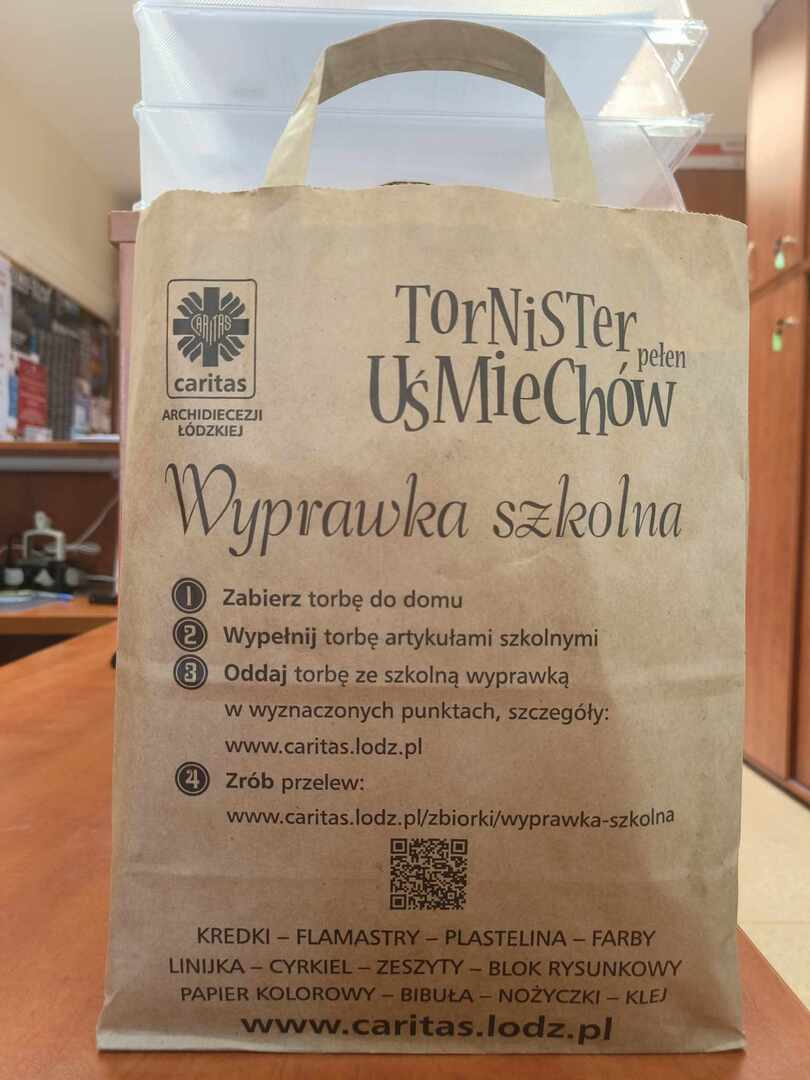 CARITAS
caritas
ARCHIDIECEZJI
ŁÓDZKIEJ
TorNiSTer
pełen
UśMieChów
Wyprawka szkolna
1 Zabierz torbę do domu
2 Wypełnij torbę artykułami szkolnymi
3 Oddaj torbę ze szkolną wyprawką
w wyznaczonych punktach, szczegóły:
www.caritas.lodz.pl
4 Zrób przelew:
www.caritas.lodz.pl/zbiorki/wyprawka-szkolna
KREDKI – FLAMASTRY – PLASTELINA – FARBY
LINIJKA – CYRKIEL – ZESZYTY – BLOK RYSUNKOWY
PAPIER KOLOROWY – BIBUŁA – NOŻYCZKI – KLEJ
www.caritas.lodz.pl